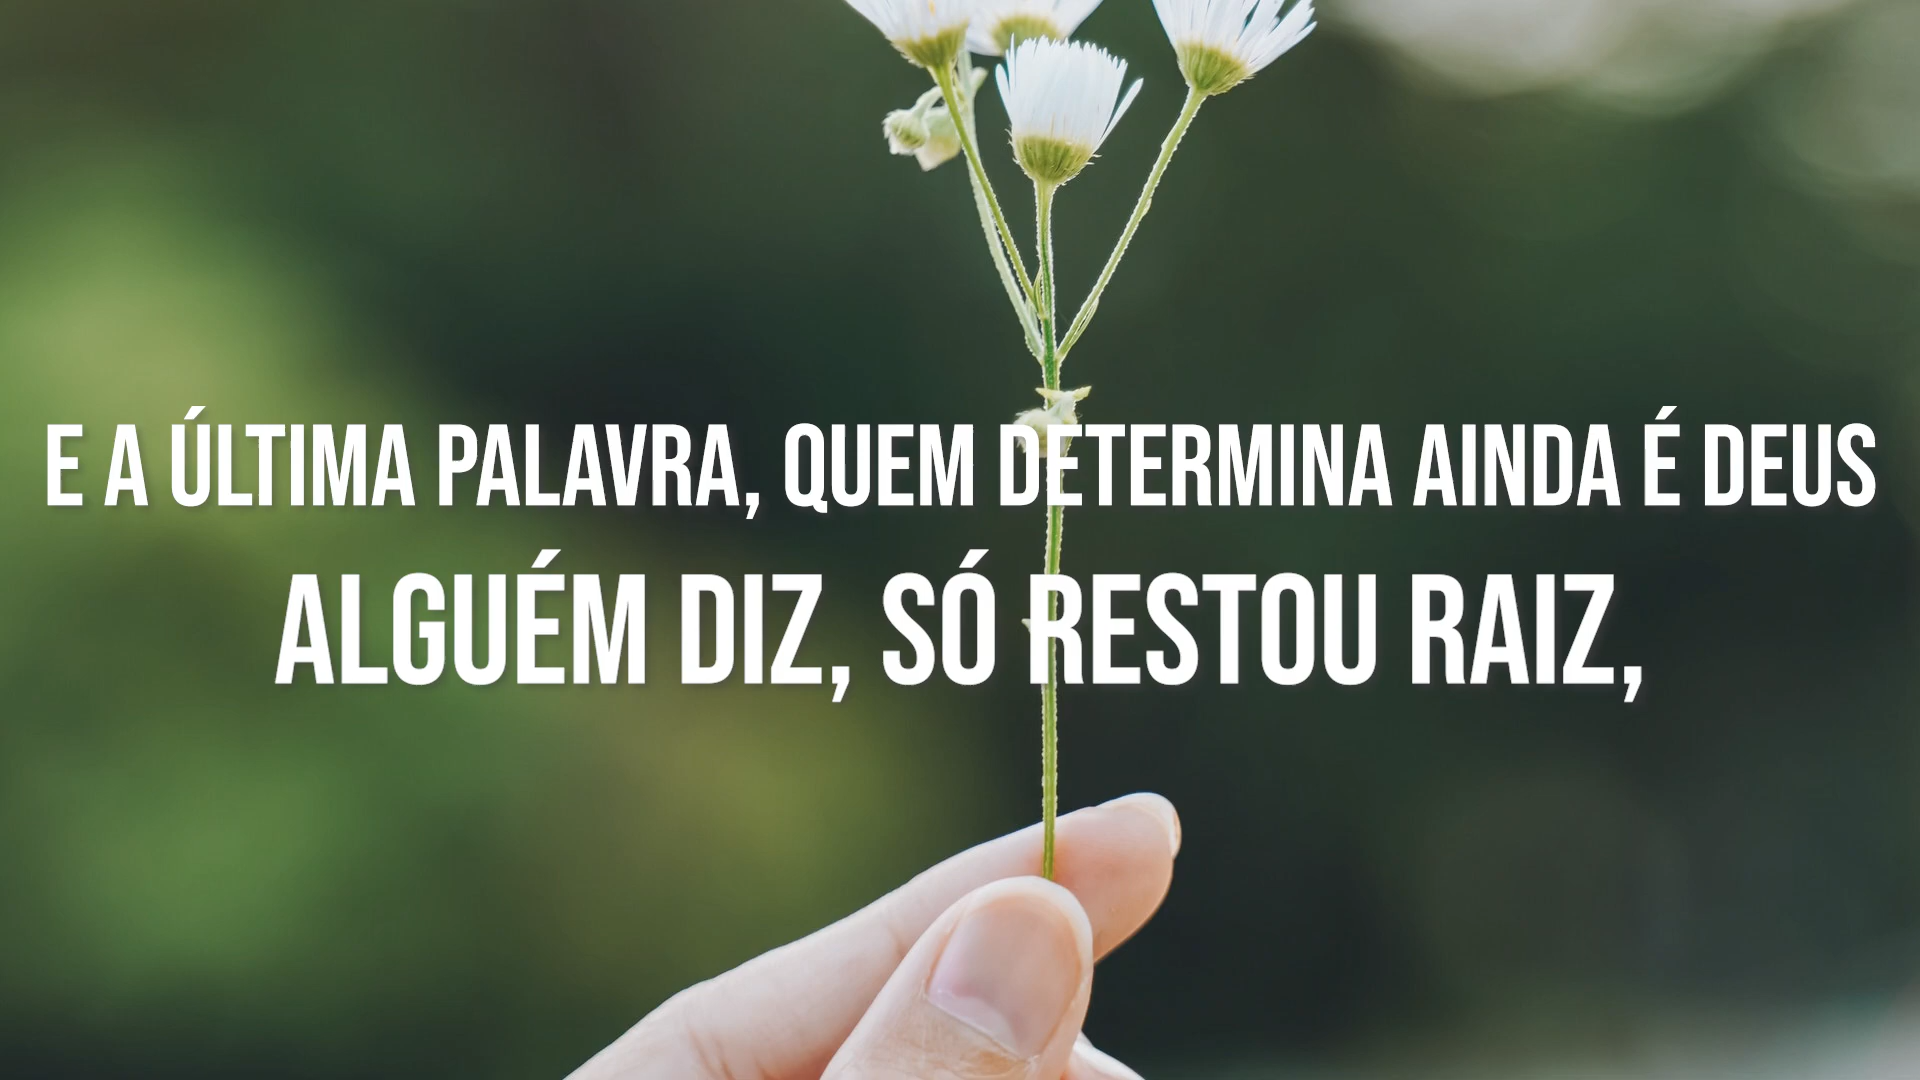 E A ÚLTIMA PALAVRA, QUEM DETERMINA AINDA É DEUS
ALGUÉM DIZ, SÓ RESTOU RAIZ,